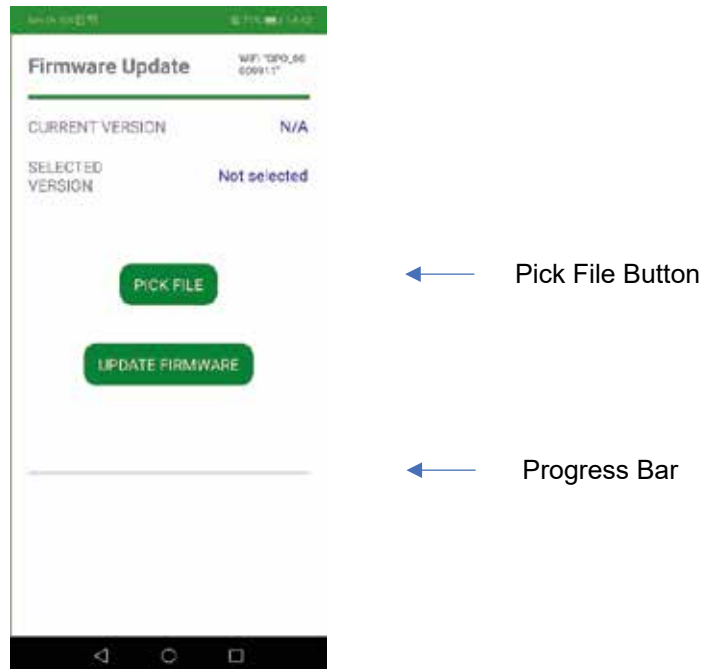 Firmware Update
CURRENT VERSION N/A
SELECTED
VERSION Not selected
PICK FILE
Pick File Button
UPDATE FIRMWARE
Progress Bar